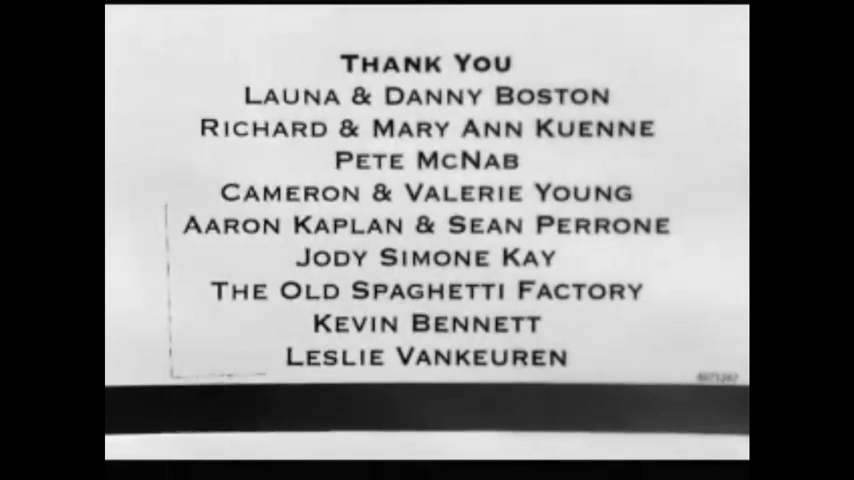 THANK YOU
LAUNA & DANNY BOSTON
RICHARD & MARY ANN KUENNE
PETE MCNAB
CAMERON & VALERIE YOUNG
AARON KAPLAN & SEAN PERRONE
JODY SIMONE KAY
THE OLD SPAGHETTI FACTORY
KEVIN BENNETT
LESLIE VANKEUREN